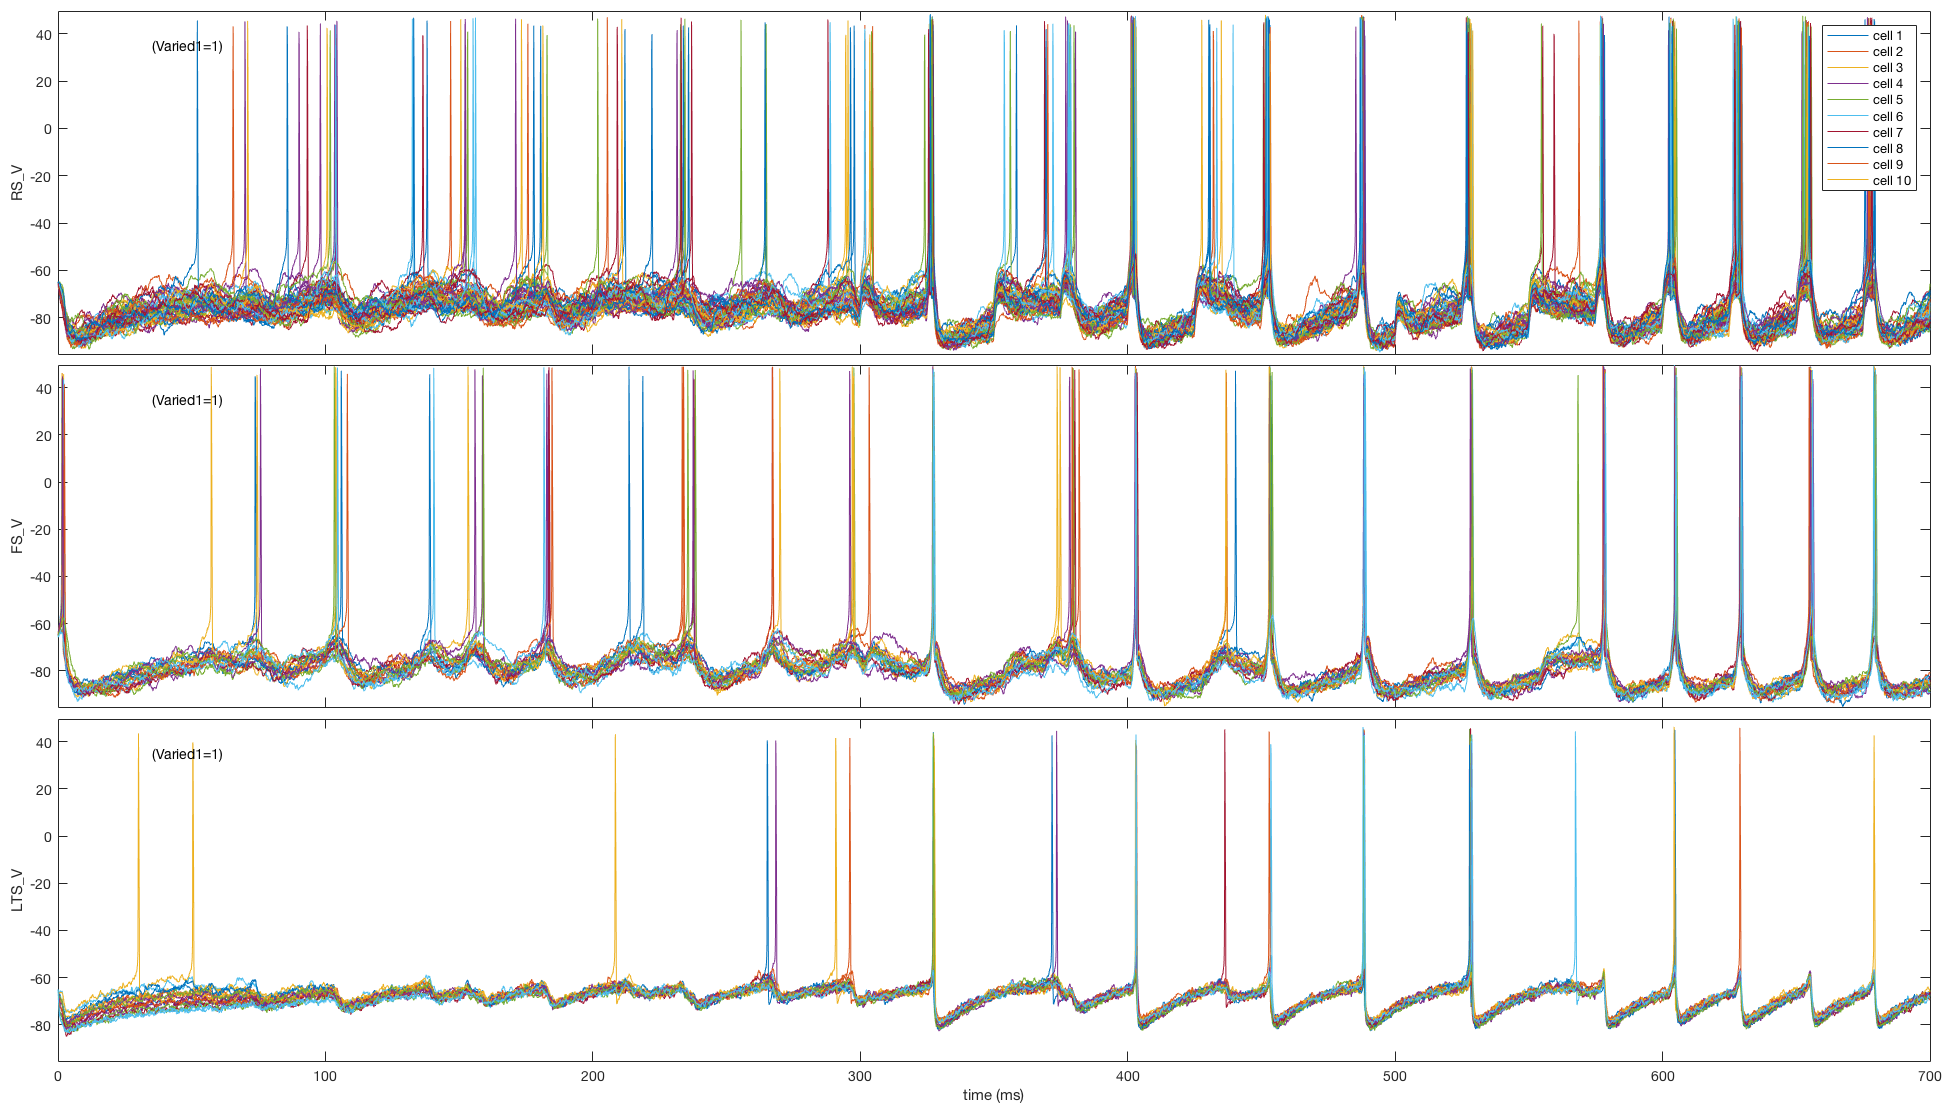 40
20
0
-20
-40
-60
-80
RS_V
(Varied1=1)
cell 1
cell 2
cell 3
cell 4
cell 5
cell 6
cell 7
cell 8
cell 9
cell 10
40
20
0
-20
-40
-60
-80
FS_V
(Varied1=1)
40
20
0
-20
-40
-60
-80
LTS_V
(Varied1=1)
0 100 200 300 400 500 600 700
time (ms)